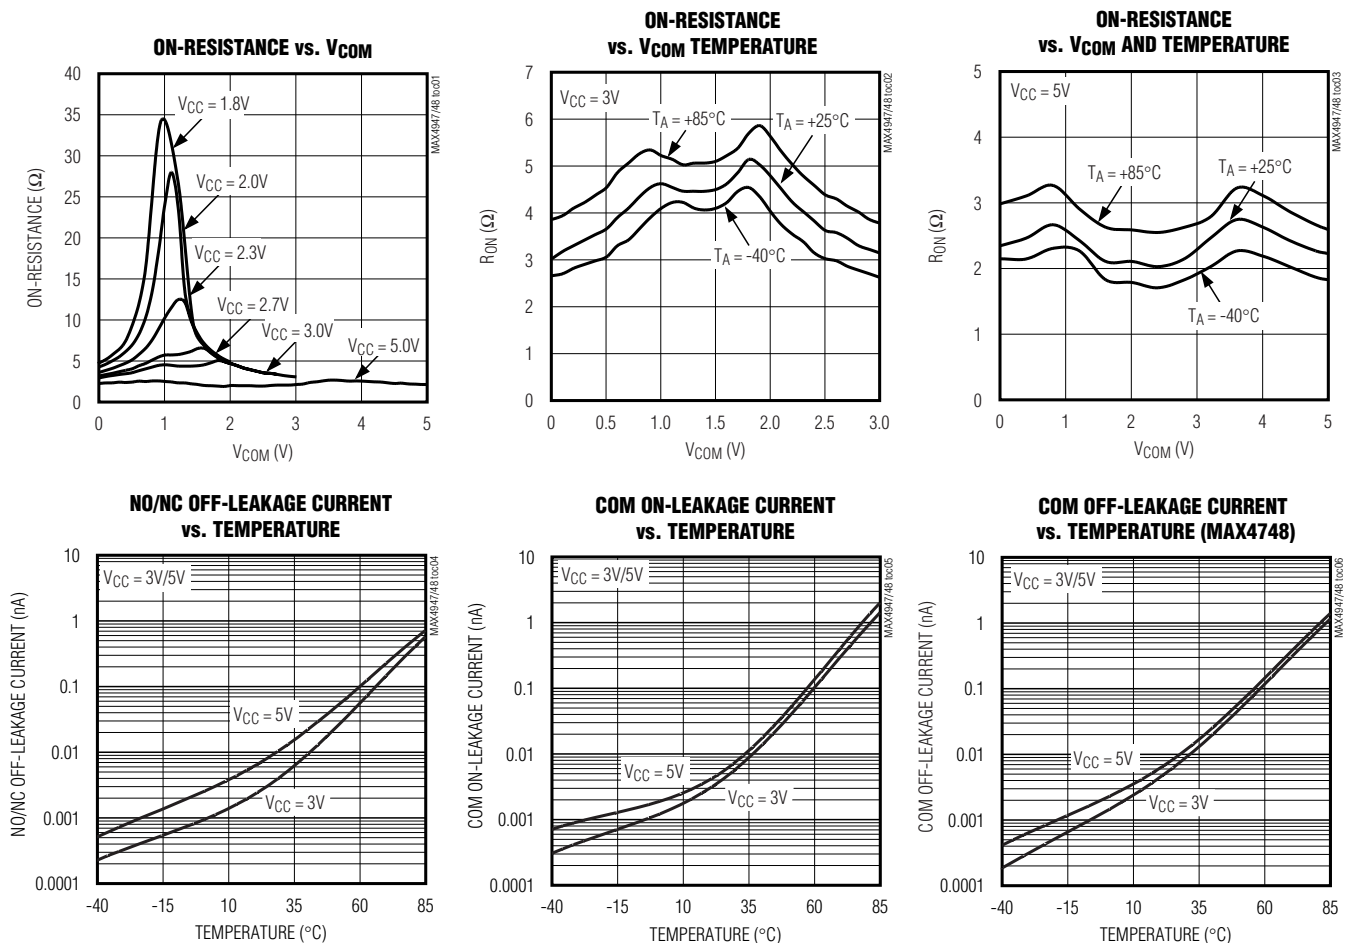 ON-RESISTANCE vs. VCOM
40
35
30
25
20
15
10
5
0
ON-RESISTANCE (Ω)
VCC = 1.8V
VCC = 2.0V
VCC = 2.3V
VCC = 2.7V
VCC = 3.0V
VCC = 5.0V
MAX4947/48 toc01
0 1 2 3 4 5
VCOM (V)
ON-RESISTANCE
vs. VCOM TEMPERATURE
7
6
5
4
3
2
1
0
RON (Ω)
VCC = 3V
TA = +85°C
TA = +25°C
TA = -40°C
MAX4947/48 toc02
0 0.5 1.0 1.5 2.0 2.5 3.0
VCOM (V)
ON-RESISTANCE
vs. VCOM AND TEMPERATURE
5
4
3
2
1
0
RON (Ω)
VCC = 5V
TA = +85°C
TA = +25°C
TA = -40°C
MAX4947/48 toc03
0 1 2 3 4 5
VCOM (V)
NO/NC OFF-LEAKAGE CURRENT
vs. TEMPERATURE
10
1
0.1
0.01
0.001
0.0001
NO/NC OFF-LEAKAGE CURRENT (nA)
VCC = 3V/5V
VCC = 5V
VCC = 3V
MAX4947/48 toc04
-40 -15 10 35 60 85
TEMPERATURE (°C)
COM ON-LEAKAGE CURRENT
vs. TEMPERATURE
10
1
0.1
0.01
0.001
0.0001
COM ON-LEAKAGE CURRENT (nA)
VCC = 3V/5V
VCC = 5V
VCC = 3V
MAX4947/48 toc05
-40 -15 10 35 60 85
TEMPERATURE (°C)
COM OFF-LEAKAGE CURRENT
vs. TEMPERATURE (MAX4748)
10
1
0.1
0.01
0.001
0.0001
COM OFF-LEAKAGE CURRENT (nA)
VCC = 3V/5V
VCC = 5V
VCC = 3V
MAX4947/48 toc06
-40 -15 10 35 60 85
TEMPERATURE (°C)